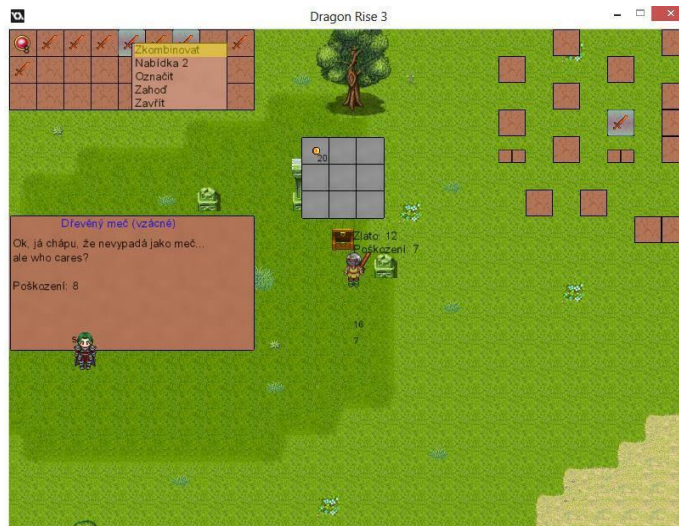 Dragon Rise 3
8
Zkombinovat
Nabídka 2
Označit
Zahoď
Zavřít
20
Dřevěný meč (vzácné)
Ok, já chápu, že nevypadá jako meč...
ale who cares?
Poškození: 8
Zlato: 12
Poškození: 7
16
7